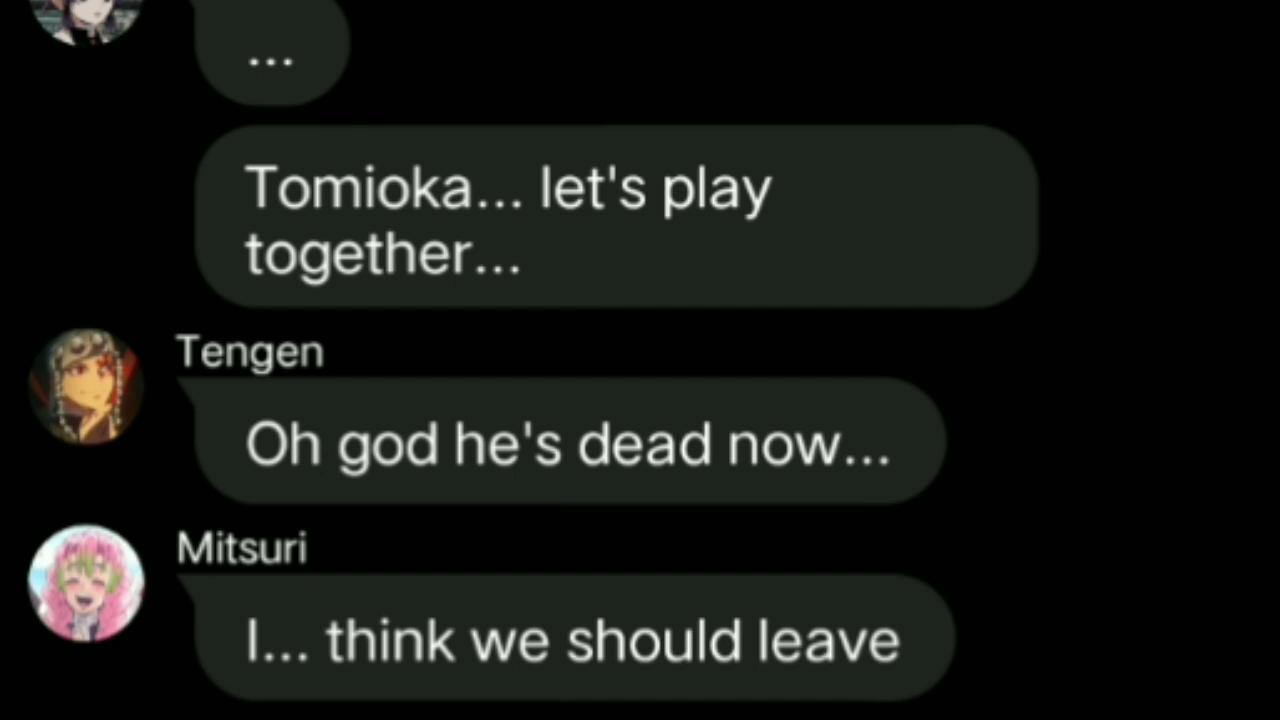 ...
Tomioka... let's play
together...
Tengen
Oh god he's dead now...
Mitsuri
I... think we should leave